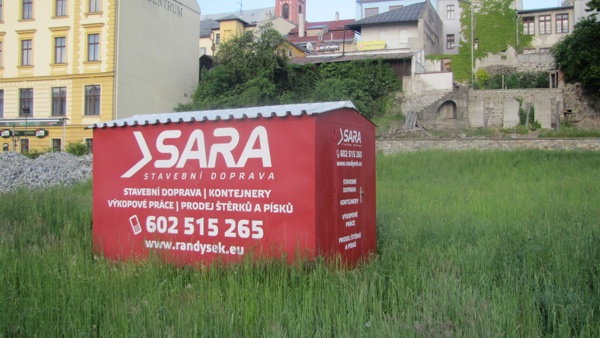 CENTRUM
SARA
STAVEBNÍ DOPRAVA
STAVEBNÍ DOPRAVA | KONTEJNERY
VÝKOPOVÉ PRÁCE | PRODEJ ŠTĚRKŮ A PÍSKŮ
602 515 265
www.randysek.eu
SARA
602 515 265
www.randysek.eu
STAVEBNÍ
DOPRAVA
KONTEJNERY
VÝKOPOVÉ
PRÁCE
PRODEJ
ŠTĚRKŮ A PÍSKŮ